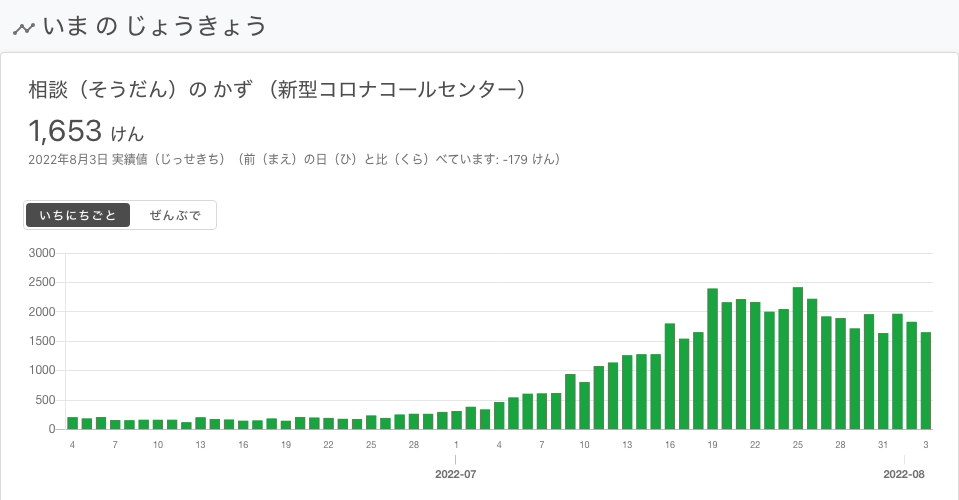 いま の じょうきょう
相談（そうだん）の かず （新型コロナコールセンター）
1,653 けん
2022年8月3日 実績値（じっせきち）（前（まえ）の日（ひ）と比（くら）べています: -179 けん）
いちにちごと ぜんぶで
3000
2500
2000
1500
1000
500
0
4 7 10 13 16 19 22 25 28 1 4 7 10 13 16 19 22 25 28 31 3
2022-07 2022-08